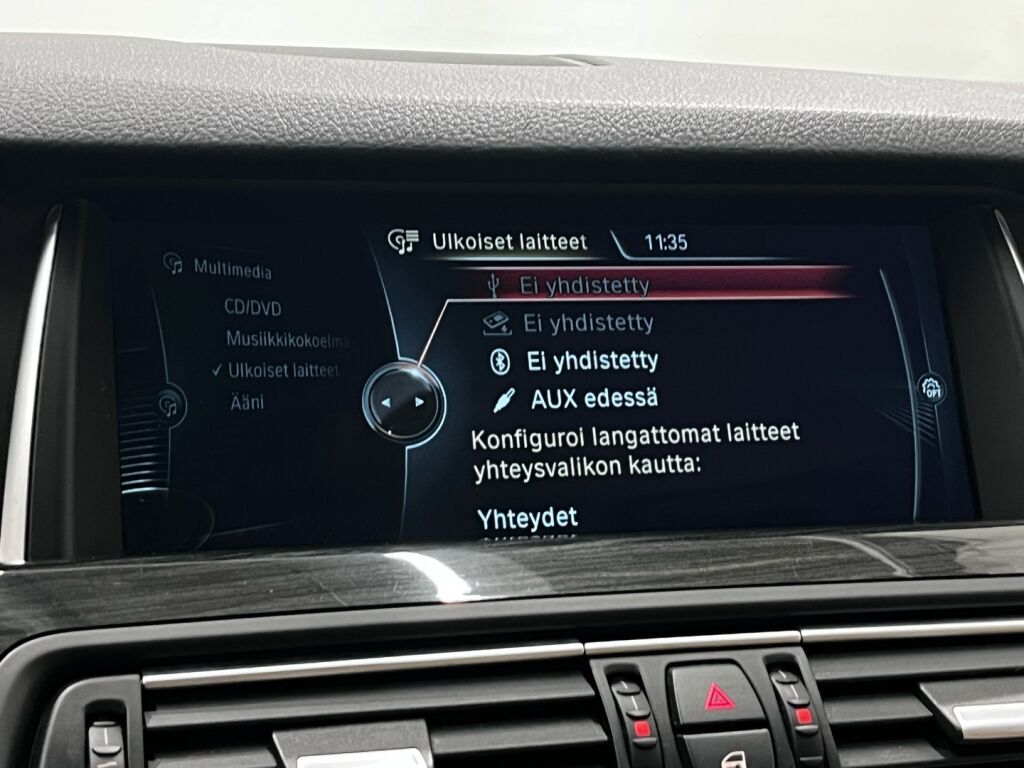 Multimedia
CD/DVD
Musiikkikokoelma
✓ Ulkoiset laitteet
Ääni
Ulkoiset laitteet 11:35
Ei yhdistetty
Ei yhdistetty
Ei yhdistetty
AUX edessä
Konfiguroi langattomat laitteet
yhteysvalikon kautta:
Yhteydet
OPT